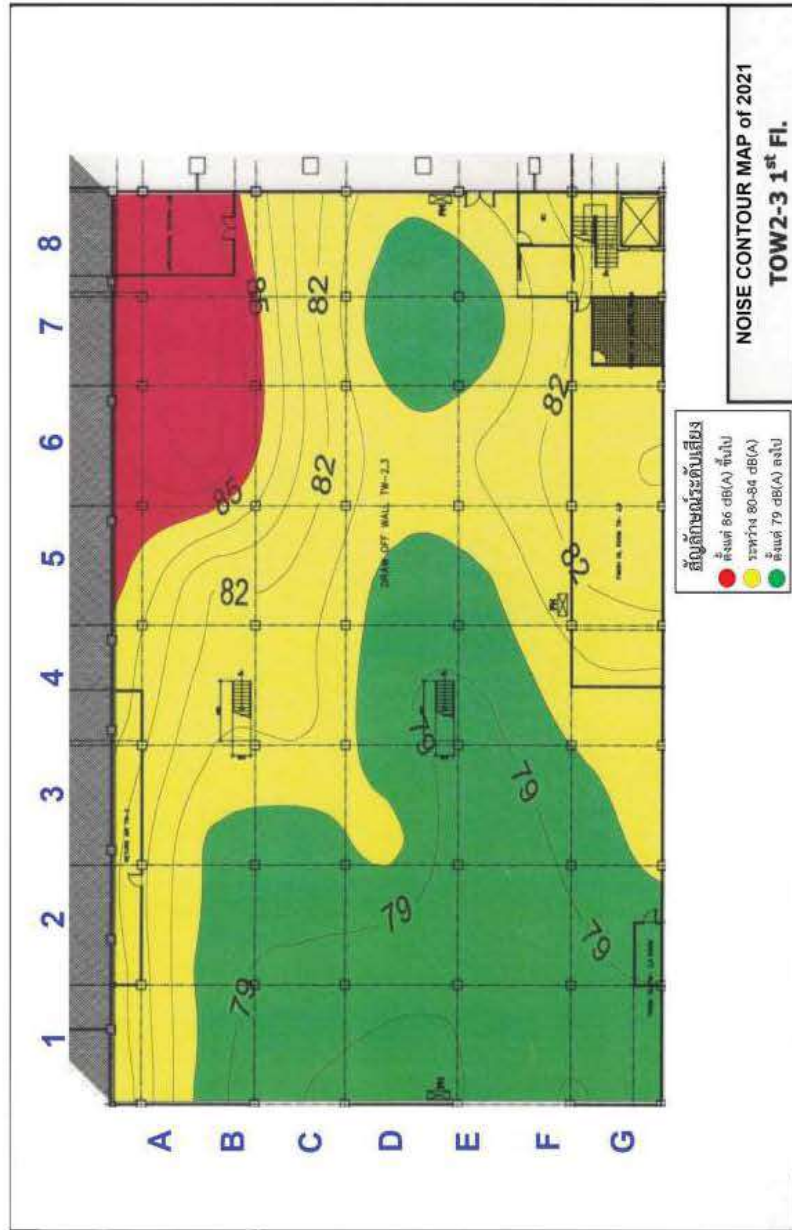 NOISE CONTOUR MAP of 2021
TOW2-3 1st Fl.
1 2 3 4 5 6 7 8
A
B
C
D
E
F
G
85
85
82
82
82
82
82
79
79
79
79
79
DRAW OFF WALL TW-2,3
สัญลักษณ์ระดับเสียง
ตั้งแต่ 86 dB(A) ขึ้นไป
ระหว่าง 80-84 dB(A)
ตั้งแต่ 79 dB(A) ลงไป